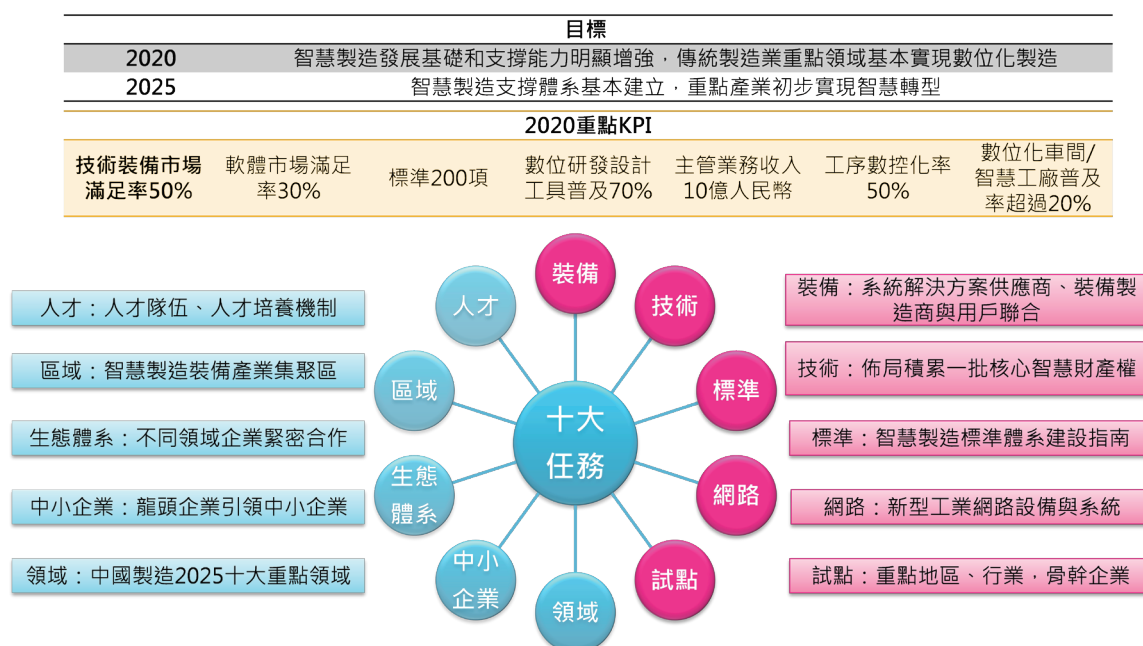 目標
2020 智慧製造發展基礎和支撐能力明顯增強，傳統製造業重點領域基本實現數位化製造
2025 智慧製造支撐體系基本建立，重點產業初步實現智慧轉型
2020重點KPI
技術裝備市場
滿足率50%
軟體市場滿足
率30%
標準200項
數位研發設計
工具普及70%
主管業務收入
10億人民幣
工序數控化率
50%
數位化車間/
智慧工廠普及
率超過20%
人才：人才隊伍、人才培養機制
區域：智慧製造裝備產業集聚區
生態體系：不同領域企業緊密合作
中小企業：龍頭企業引領中小企業
領域：中國製造2025十大重點領域
十大
任務
裝備
技術
標準
網路
試點
領域
中小
企業
生態
體系
區域
人才
裝備：系統解決方案供應商、裝備製
造商與用戶聯合
技術：佈局積累一批核心智慧財產權
標準：智慧製造標準體系建設指南
網路：新型工業網路設備與系統
試點：重點地區、行業，骨幹企業